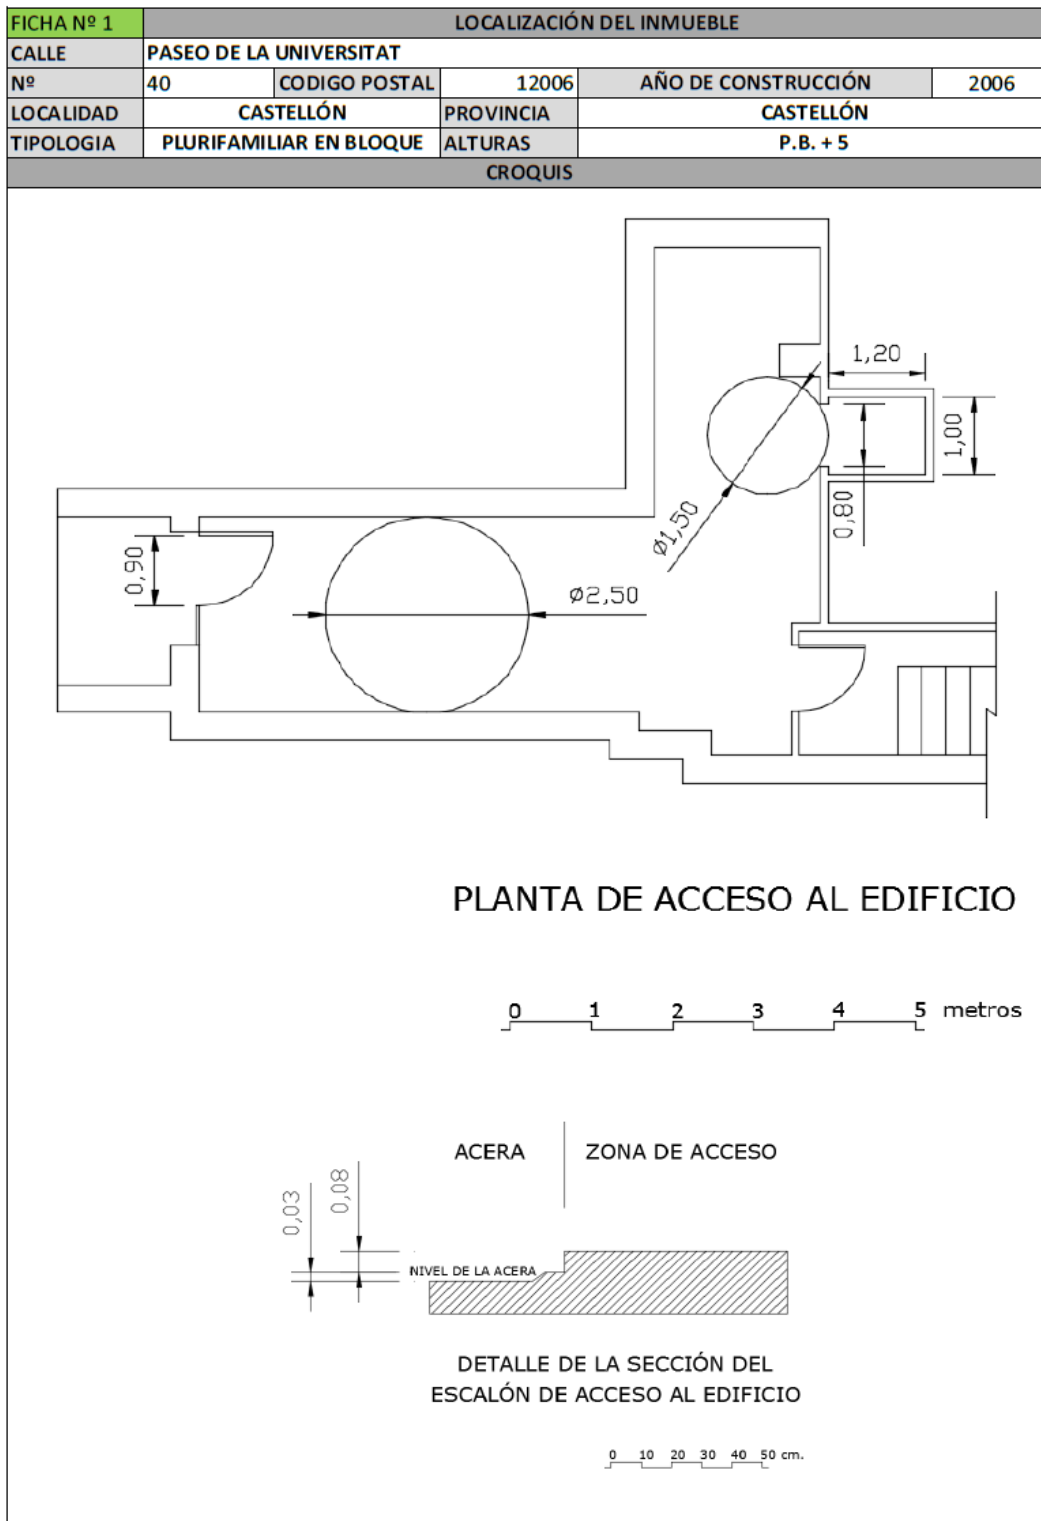 FICHA Nº 1 LOCALIZACIÓN DEL INMUEBLE
CALLE PASEO DE LA UNIVERSITAT
Nº 40 CODIGO POSTAL 12006 AÑO DE CONSTRUCCIÓN 2006
LOCALIDAD CASTELLÓN PROVINCIA CASTELLÓN
TIPOLOGIA PLURIFAMILIAR EN BLOQUE ALTURAS P.B. + 5
CROQUIS
1,20
1,00
0,80
ø1,50
0,90
ø2,50
PLANTA DE ACCESO AL EDIFICIO
0 1 2 3 4 5 metros
ACERA ZONA DE ACCESO
0,03
0,08
NIVEL DE LA ACERA
DETALLE DE LA SECCIÓN DEL
ESCALÓN DE ACCESO AL EDIFICIO
0 10 20 30 40 50 cm.